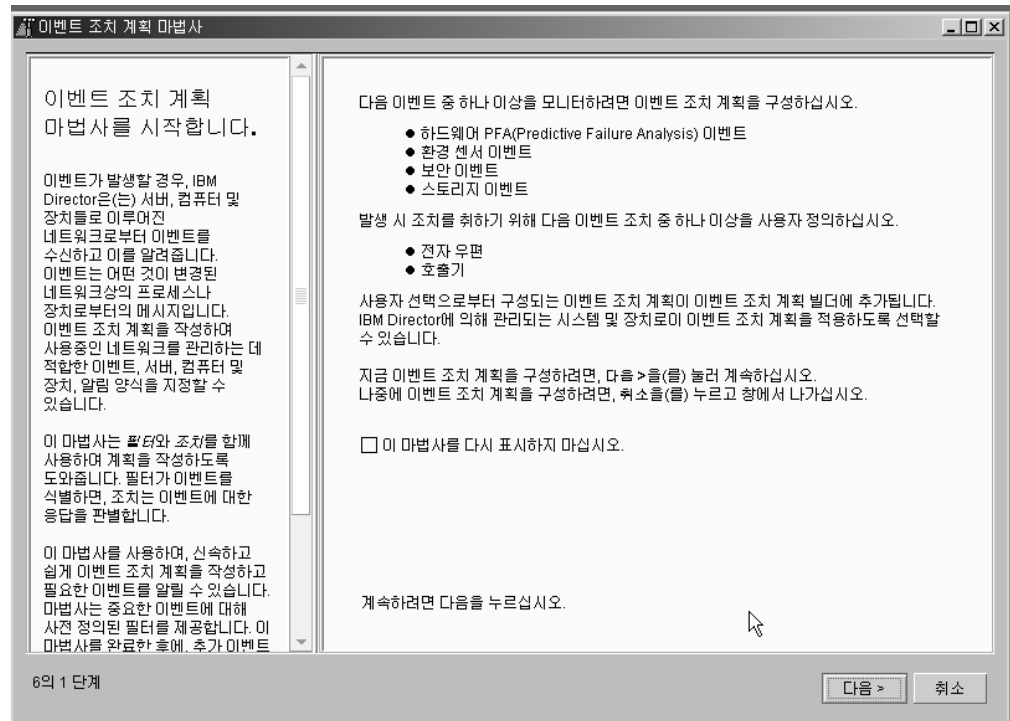 이벤트 조치 계획 마법사
이벤트 조치 계획
마법사를 시작합니다.
이벤트가 발생할 경우, IBM
Director은(는) 서버, 컴퓨터 및
장치들로 이루어진
네트워크로부터 이벤트를
수신하고 이를 알려줍니다.
이벤트는 어떤 것이 변경된
네트워크상의 프로세스나
장치로부터의 메시지입니다.
이벤트 조치 계획을 작성하여
사용중인 네트워크를 관리하는 데
적합한 이벤트, 서버, 컴퓨터 및
장치, 알림 양식을 지정할 수
있습니다.
이 마법사는 필터와 조치를 함께
사용하여 계획을 작성하도록
도와줍니다. 필터가 이벤트를
식별하면, 조치는 이벤트에 대한
응답을 판별합니다.
이 마법사를 사용하여, 신속하고
쉽게 이벤트 조치 계획을 작성하고
필요한 이벤트를 알릴 수 있습니다.
마법사는 중요한 이벤트에 대해
사전 정의된 필터를 제공합니다. 이
마법사를 완료한 후에, 추가 이벤트
다음 이벤트 중 하나 이상을 모니터하려면 이벤트 조치 계획을 구성하십시오.
● 하드웨어 PFA(Predictive Failure Analysis) 이벤트
● 환경 센서 이벤트
● 보안 이벤트
● 스토리지 이벤트
발생 시 조치를 취하기 위해 다음 이벤트 조치 중 하나 이상을 사용자 정의하십시오.
● 전자 우편
● 호출기
사용자 선택으로부터 구성되는 이벤트 조치 계획이 이벤트 조치 계획 빌더에 추가됩니다.
IBM Director에 의해 관리되는 시스템 및 장치로이 이벤트 조치 계획을 적용하도록 선택할
수 있습니다.
지금 이벤트 조치 계획을 구성하려면, 다음 >을(를) 눌러 계속하십시오.
나중에 이벤트 조치 계획을 구성하려면, 취소을(를) 누르고 창에서 나가십시오.
이 마법사를 다시 표시하지 마십시오.
계속하려면 다음을 누르십시오.
6의 1 단계
다음 >
취소